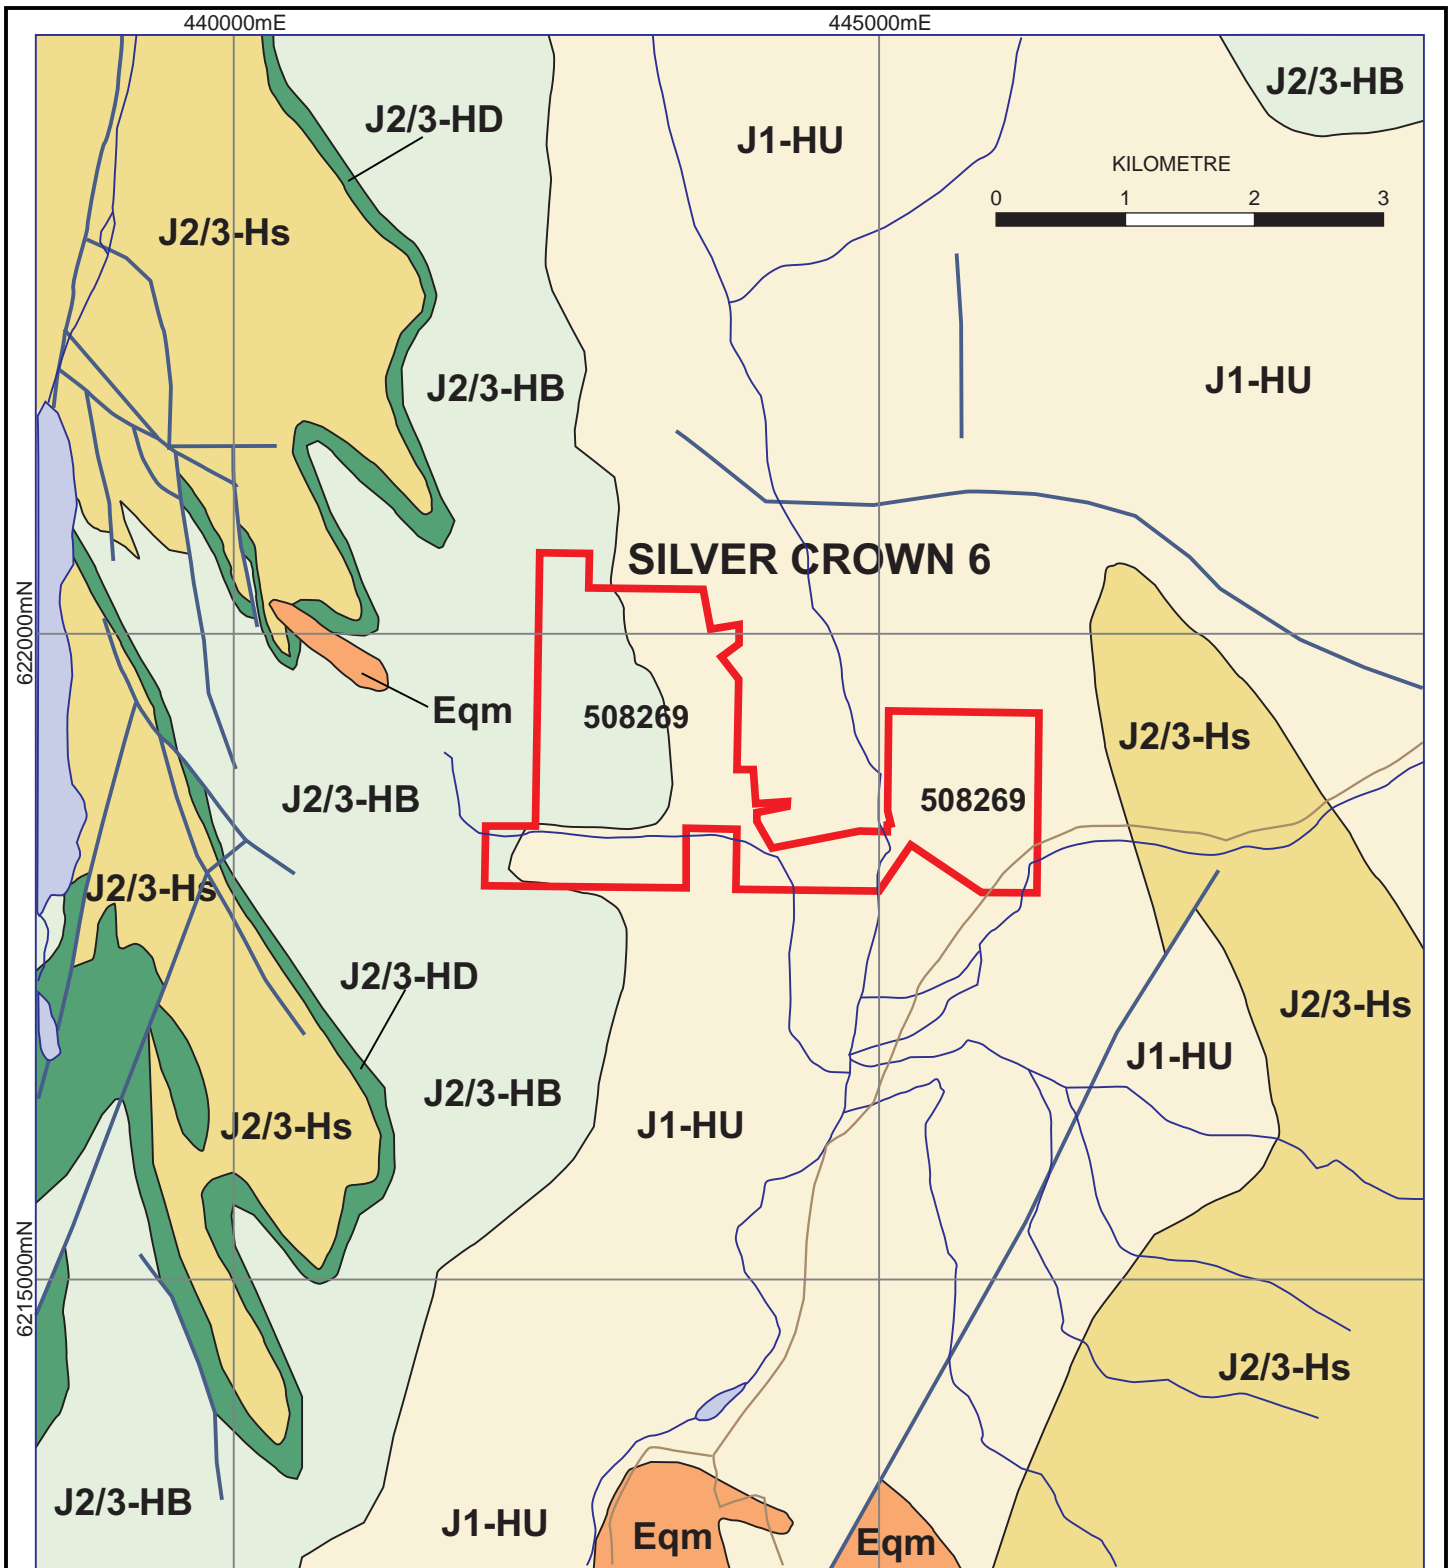 440000mE 445000mE
J2/3-HB
J2/3-HD
J1-HU
KILOMETRE
0 1 2 3
J2/3-Hs
J2/3-HB
J1-HU
SILVER CROWN 6
6220000mN
Eqm
508269
J2/3-Hs
J2/3-HB
508269
J2/3-Hs
J2/3-HD
J2/3-Hs
J1-HU
J2/3-HB
J2/3-Hs
J1-HU
6215000mN
J2/3-Hs
J2/3-HB
J1-HU
Eqm
Eqm